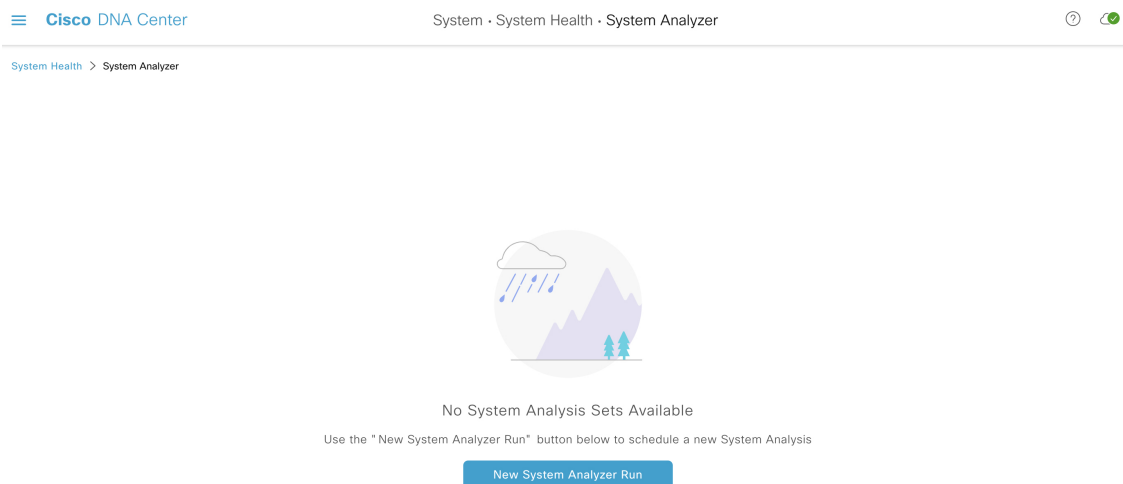 Cisco DNA Center
System · System Health · System Analyzer
System Health > System Analyzer
No System Analysis Sets Available
Use the "New System Analyzer Run" button below to schedule a new System Analysis
New System Analyzer Run